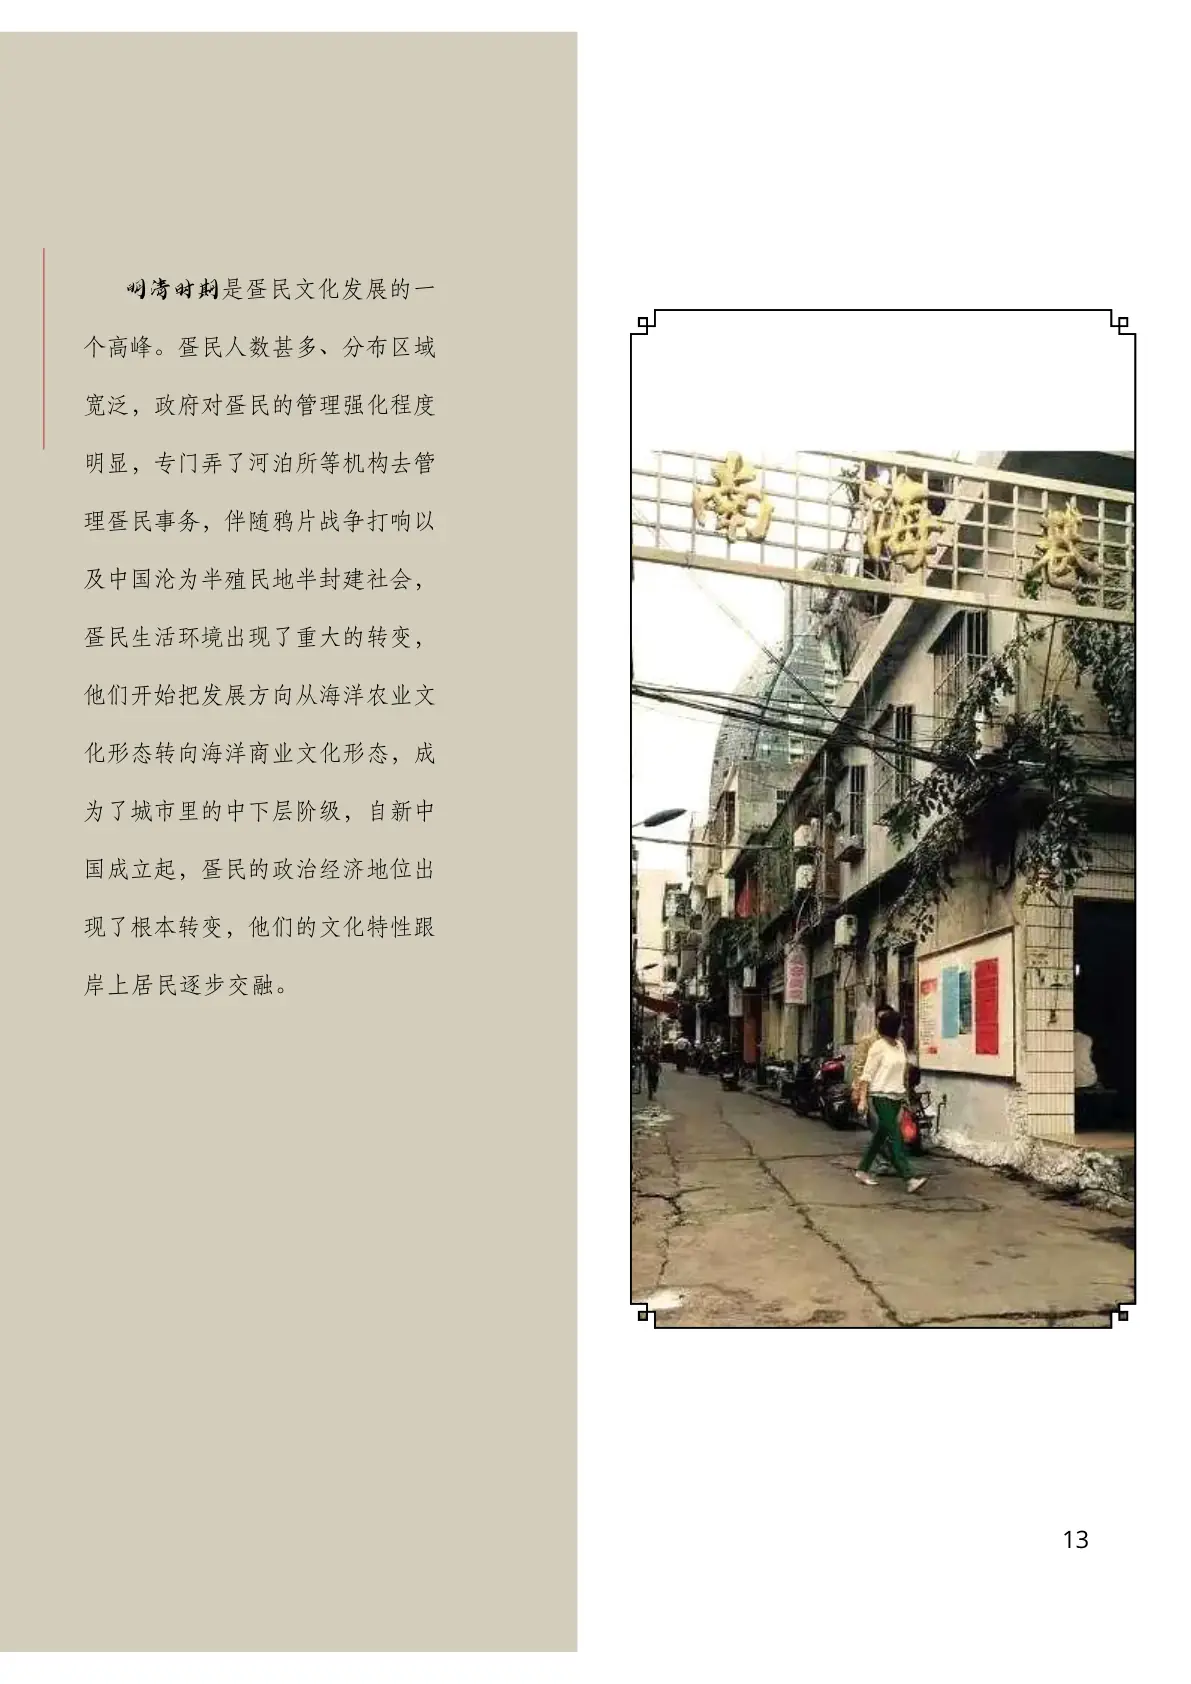 明清时期是疍民文化发展的一
个高峰。疍民人数甚多、分布区域
宽泛，政府对疍民的管理强化程度
明显，专门弄了河泊所等机构去管
理疍民事务，伴随鸦片战争打响以
及中国沦为半殖民地半封建社会，
疍民生活环境出现了重大的转变，
他们开始把发展方向从海洋农业文
化形态转向海洋商业文化形态，成
为了城市里的中下层阶级，自新中
国成立起，疍民的政治经济地位出
现了根本转变，他们的文化特性跟
岸上居民逐步交融。
南海
13